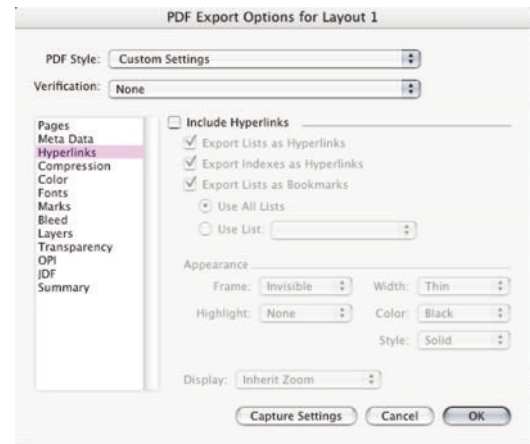 PDF Export Options for Layout 1
PDF Style: Custom Settings
Verification: None
Pages
Meta Data
Hyperlinks
Compression
Color
Fonts
Marks
Bleed
Layers
Transparency
OPI
JDF
Summary
Include Hyperlinks
Export Lists as Hyperlinks
Export Indexes as Hyperlinks
Export Lists as Bookmarks
Use All Lists
Use List:
Appearance
Frame: Invisible Width: Thin
Highlight: None Color: Black
Style: Solid
Display: Inherit Zoom
Capture Settings Cancel OK